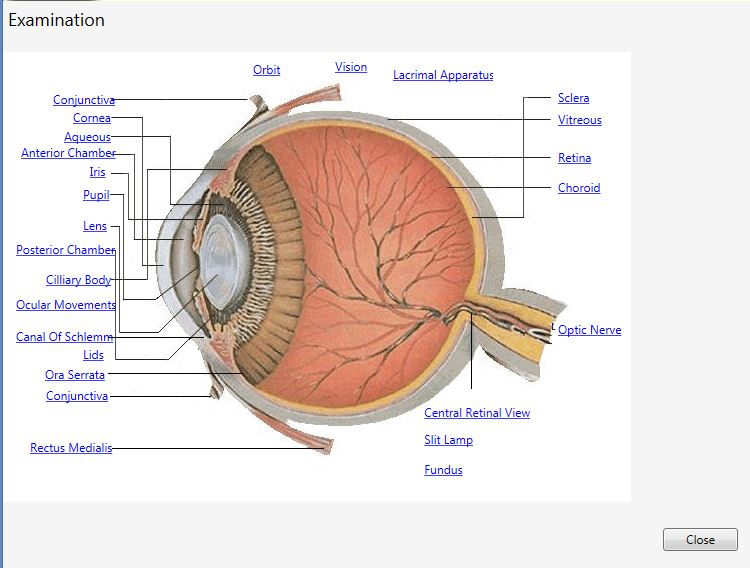 Examination
Orbit
Vision
Lacrimal Apparatus
Conjunctiva
Cornea
Aqueous
Anterior Chamber
Iris
Pupil
Lens
Posterior Chamber
Cilliary Body
Ocular Movements
Canal Of Schlemm
Lids
Ora Serrata
Conjunctiva
Rectus Medialis
Sclera
Vitreous
Retina
Choroid
Optic Nerve
Central Retinal View
Slit Lamp
Fundus
Close